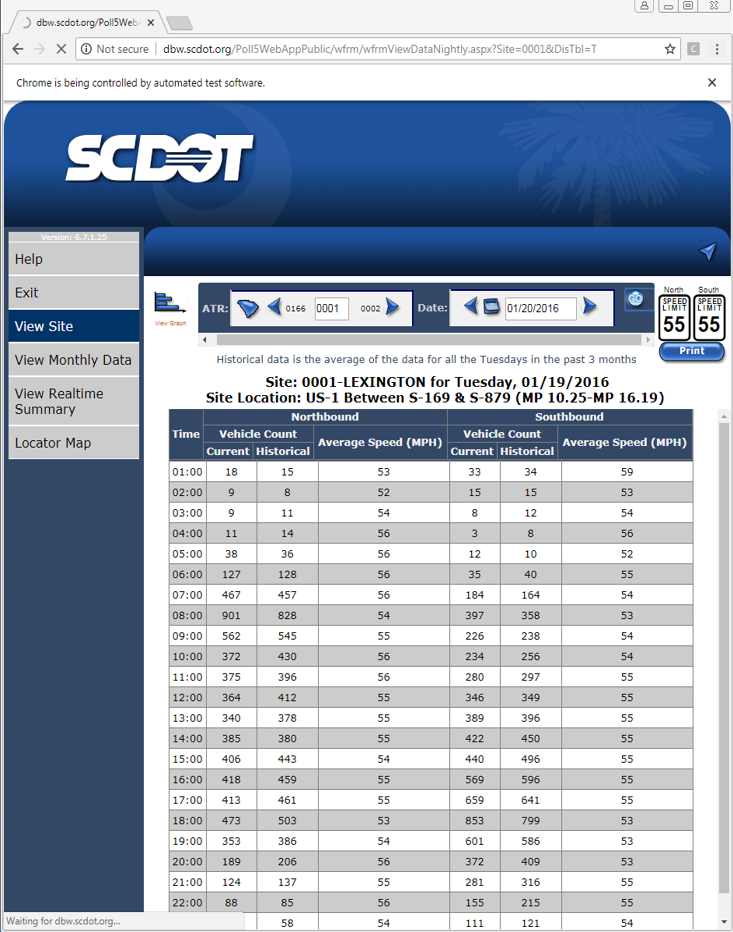 dbw.scdot.org/Poll5Web
Not secure | dbw.scdot.org/Poll5WebAppPublic/wfrm/wfrmViewDataNightly.aspx?Site=0001&DisTbl=T
C
Chrome is being controlled by automated test software.
SCDOT
Version: 6.7.1.25
Help
Exit
View Site
View Monthly Data
View Realtime
Summary
Locator Map
View Graph
ATR: 0166 0001 0002 Date: 01/20/2016 GO
North South
SPEED LIMIT 55 SPEED LIMIT 55
Print
Historical data is the average of the data for all the Tuesdays in the past 3 months
Site: 0001-LEXINGTON for Tuesday, 01/19/2016
Site Location: US-1 Between S-169 & S-879 (MP 10.25-MP 16.19)
Northbound Southbound
Time Vehicle Count Average Speed (MPH) Vehicle Count Average Speed (MPH)
Current Historical Current Historical
01:00 18 15 53 33 34 59
02:00 9 8 52 15 15 53
03:00 9 11 54 8 12 54
04:00 11 14 56 3 8 56
05:00 38 36 56 12 10 52
06:00 127 128 56 35 40 55
07:00 467 457 56 184 164 54
08:00 901 828 54 397 358 53
09:00 562 545 55 226 238 54
10:00 372 430 56 234 256 54
11:00 375 396 56 280 297 55
12:00 364 412 55 346 349 55
13:00 340 378 55 389 396 55
14:00 385 380 55 422 450 55
15:00 406 443 54 440 496 55
16:00 418 459 55 569 596 55
17:00 413 461 55 659 641 55
18:00 473 503 53 853 799 53
19:00 353 386 54 601 586 53
20:00 189 206 56 372 409 53
21:00 124 137 55 281 316 55
22:00 88 85 56 155 215 55
58 54 111 121 54
Waiting for dbw.scdot.org...